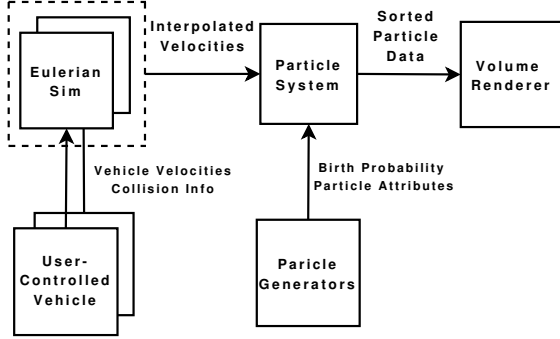 Eulerian
Sim
Interpolated
Velocities
Particle
System
Sorted
Particle
Data
Volume
Renderer
Vehicle Velocities
Collision Info
Birth Probability
Particle Attributes
User-
Controlled
Vehicle
Paricle
Generators